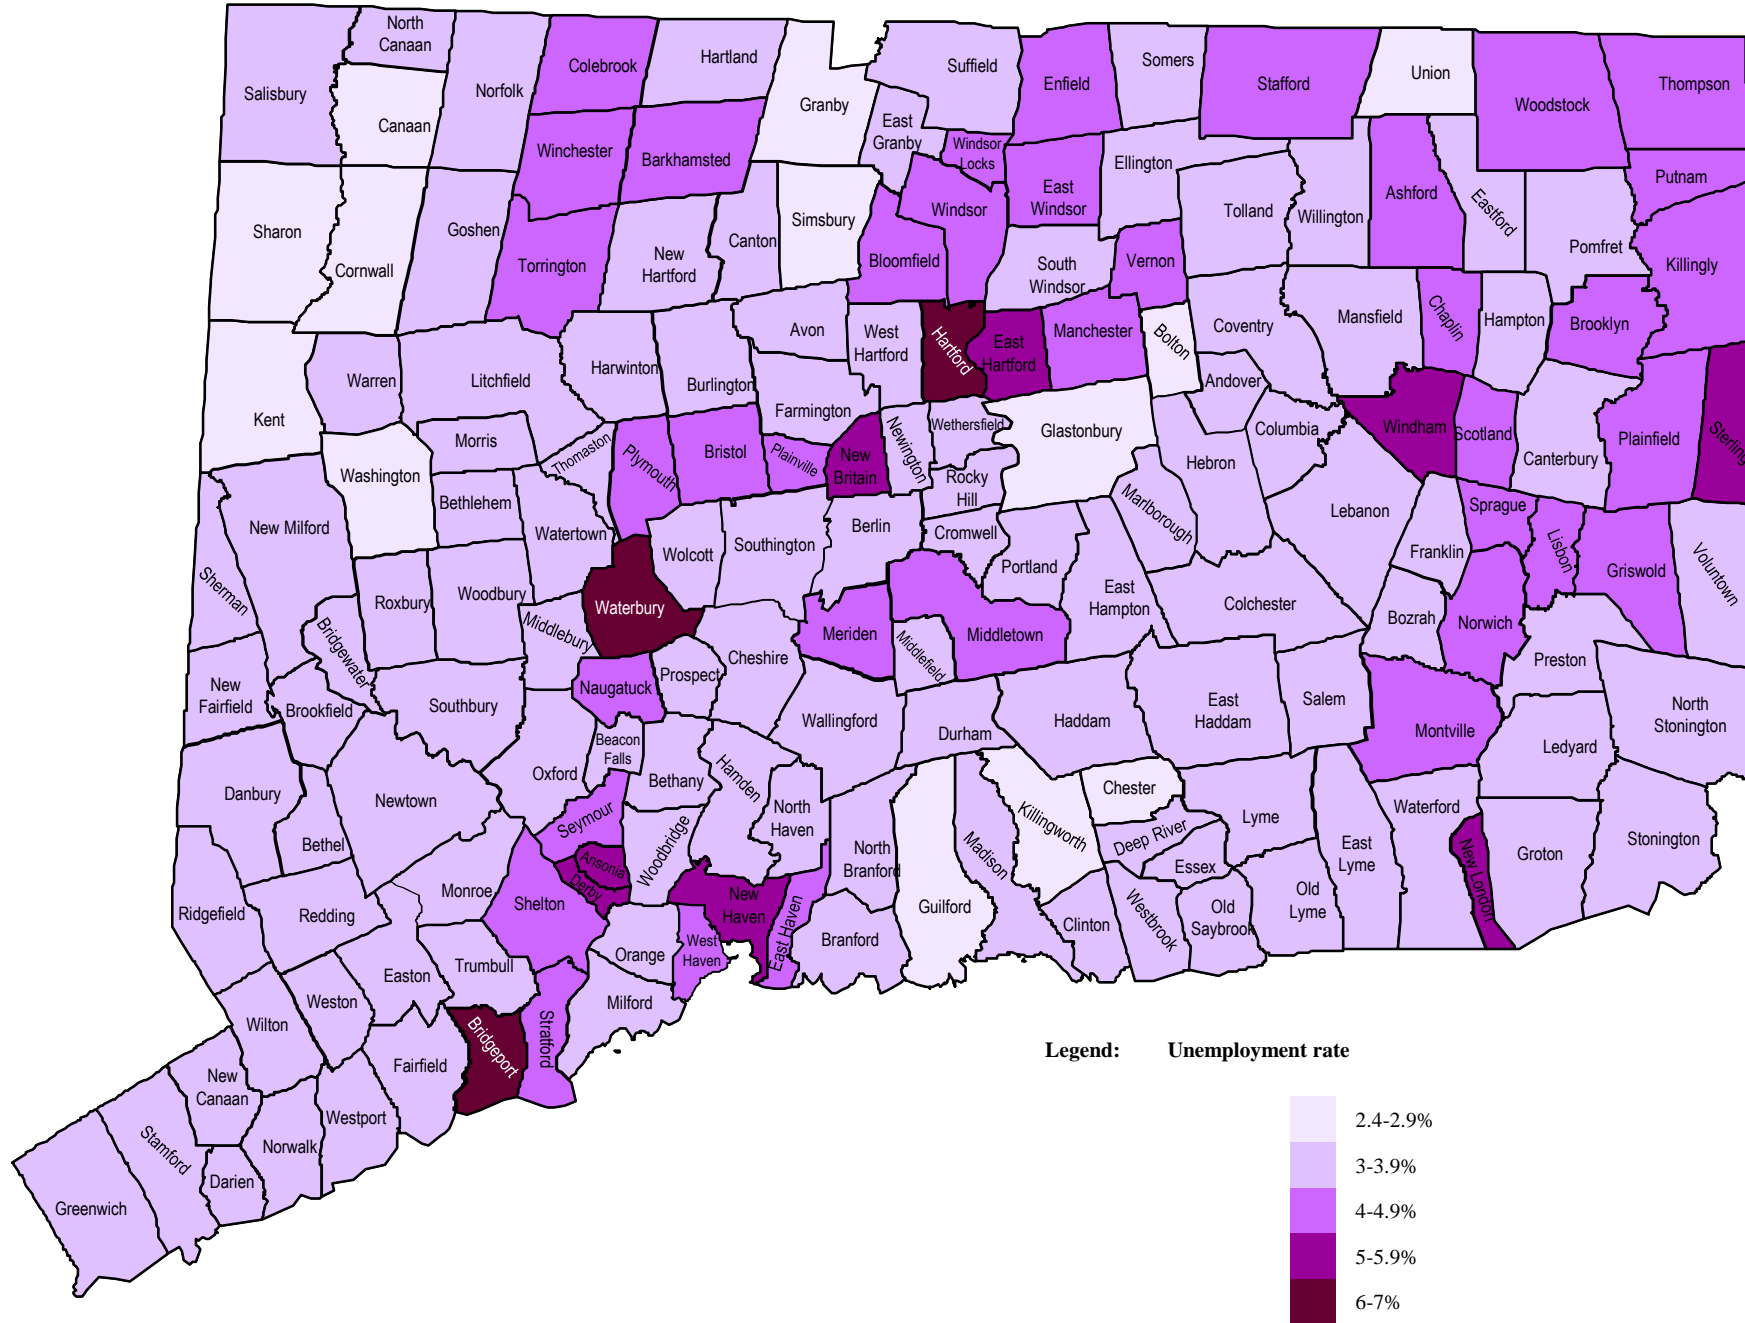 North
Canaan
Salisbury
Canaan
Norfolk
Colebrook
Hartland
Granby
Suffield
Enfield
Somers
Stafford
Union
Woodstock
Thompson
Winchester
Barkhamsted
East
Granby
Windsor
Locks
East
Windsor
Ellington
Ashford
Eastford
Putnam
Sharon
Cornwall
Goshen
Torrington
New
Hartford
Canton
Simsbury
Bloomfield
Windsor
South
Windsor
Vernon
Tolland
Willington
Pomfret
Killingly
Kent
Warren
Litchfield
Harwinton
Burlington
Avon
West
Hartford
Hartford
East
Hartford
Manchester
Bolton
Coventry
Mansfield
Chaplin
Hampton
Brooklyn
Andover
Farmington
Morris
Thomaston
Plymouth
Bristol
Plainville
New
Britain
Newington
Wethersfield
Glastonbury
Hebron
Columbia
Windham
Scotland
Canterbury
Plainfield
Sterling
Washington
Bethlehem
Watertown
Wolcott
Southington
Berlin
Rocky
Hill
Cromwell
Portland
Marlborough
Lebanon
Franklin
Sprague
Lisbon
Griswold
Voluntown
New Milford
Sherman
Roxbury
Woodbury
Waterbury
Middlebury
Bridgewater
Cheshire
Meriden
Middlefield
Middletown
East
Hampton
Colchester
Bozrah
Norwich
Preston
New
Fairfield
Brookfield
Southbury
Naugatuck
Prospect
Wallingford
Durham
Haddam
East
Haddam
Salem
Montville
Ledyard
North
Stonington
Danbury
Bethel
Newtown
Oxford
Beacon
Falls
Bethany
Hamden
North
Haven
North
Branford
Guilford
Madison
Killingworth
Chester
Deep River
Essex
Lyme
East
Lyme
Waterford
New London
Groton
Stonington
Seymour
Ansonia
Derby
Woodbridge
Ridgefield
Redding
Monroe
Shelton
New
Haven
East Haven
Branford
Clinton
Westbrook
Old
Saybrook
Old
Lyme
West
Haven
Orange
Milford
Trumbull
Easton
Weston
Wilton
Bridgeport
Stratford
Fairfield
New
Canaan
Westport
Norwalk
Stamford
Darien
Greenwich
Legend: Unemployment rate
2.4-2.9%
3-3.9%
4-4.9%
5-5.9%
6-7%